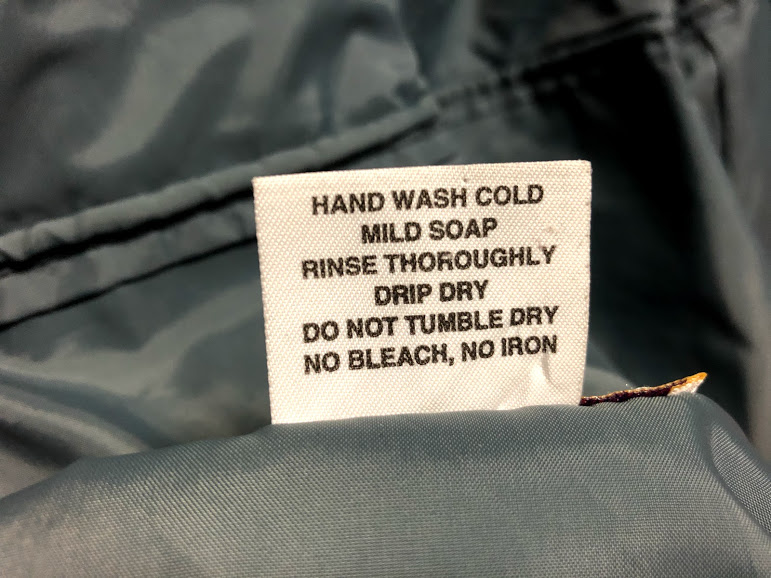 HAND WASH COLD
MILD SOAP
RINSE THOROUGHLY
DRIP DRY
DO NOT TUMBLE DRY
NO BLEACH, NO IRON